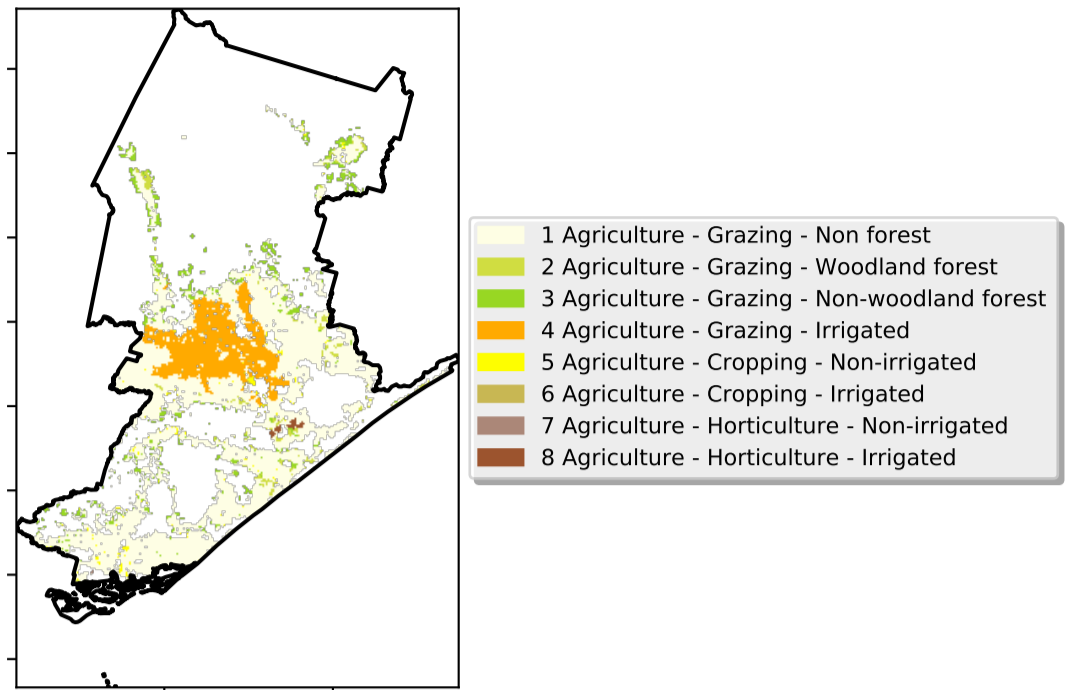 1 Agriculture - Grazing - Non forest
2 Agriculture - Grazing - Woodland forest
3 Agriculture - Grazing - Non-woodland forest
4 Agriculture - Grazing - Irrigated
5 Agriculture - Cropping - Non-irrigated
6 Agriculture - Cropping - Irrigated
7 Agriculture - Horticulture - Non-irrigated
8 Agriculture - Horticulture - Irrigated